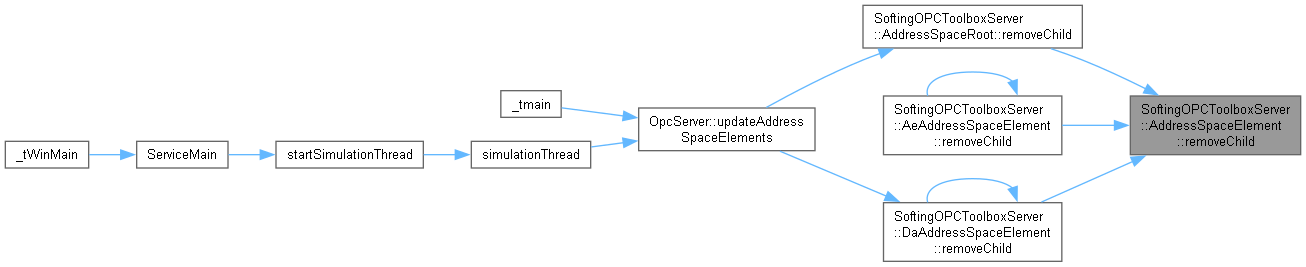 SoftingOPCToolboxServer
::AddressSpaceRoot::removeChild
_tmain
SoftingOPCToolboxServer
::AeAddressSpaceElement
::removeChild
SoftingOPCToolboxServer
::AddressSpaceElement
::removeChild
OpcServer::updateAddress
SpaceElements
_tWinMain
ServiceMain
startSimulationThread
simulationThread
SoftingOPCToolboxServer
::DaAddressSpaceElement
::removeChild